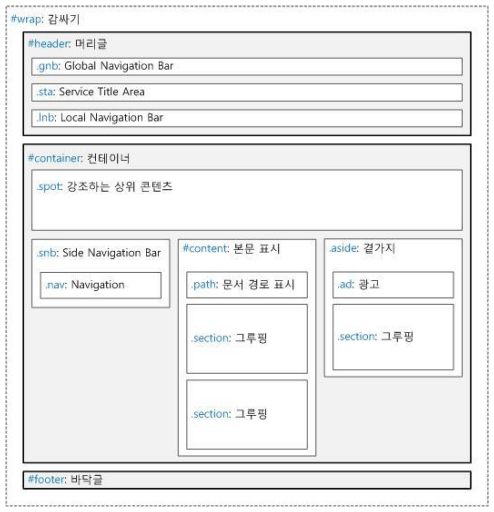 #wrap: 감싸기
#header: 머리글
.gnb: Global Navigation Bar
.sta: Service Title Area
.lnb: Local Navigation Bar
#container: 컨테이너
.spot: 강조하는 상위 콘텐츠
.snb: Side Navigation Bar
.nav: Navigation
#content: 본문 표시
.path: 문서 경로 표시
.section: 그루핑
.section: 그루핑
.aside: 곁가지
.ad: 광고
.section: 그루핑
#footer: 바닥글